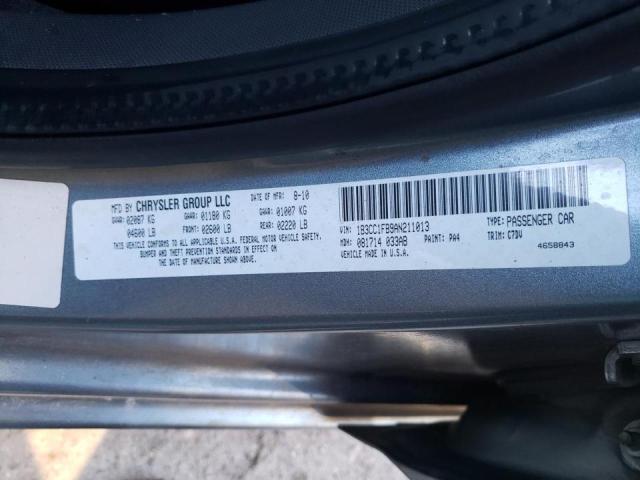 MFD BY CHRYSLER GROUP LLC DATE OF MFR: 8-10
GVWR: 02087 KG GAWR: 01180 KG GAWR: 01007 KG
04600 LB FRONT: 02600 LB REAR: 02220 LB
THIS VEHICLE CONFORMS TO ALL APPLICABLE U.S.A. FEDERAL MOTOR VEHICLE SAFETY,
BUMPER AND THEFT PREVENTION STANDARDS IN EFFECT ON
THE DATE OF MANUFACTURE SHOWN ABOVE.
VIN: 1B3CC1FB9AN211013 TYPE: PASSENGER CAR
MDH: 081714 033AB PAINT: PA4 TRIM: C7DV
VEHICLE MADE IN U.S.A. 4658843